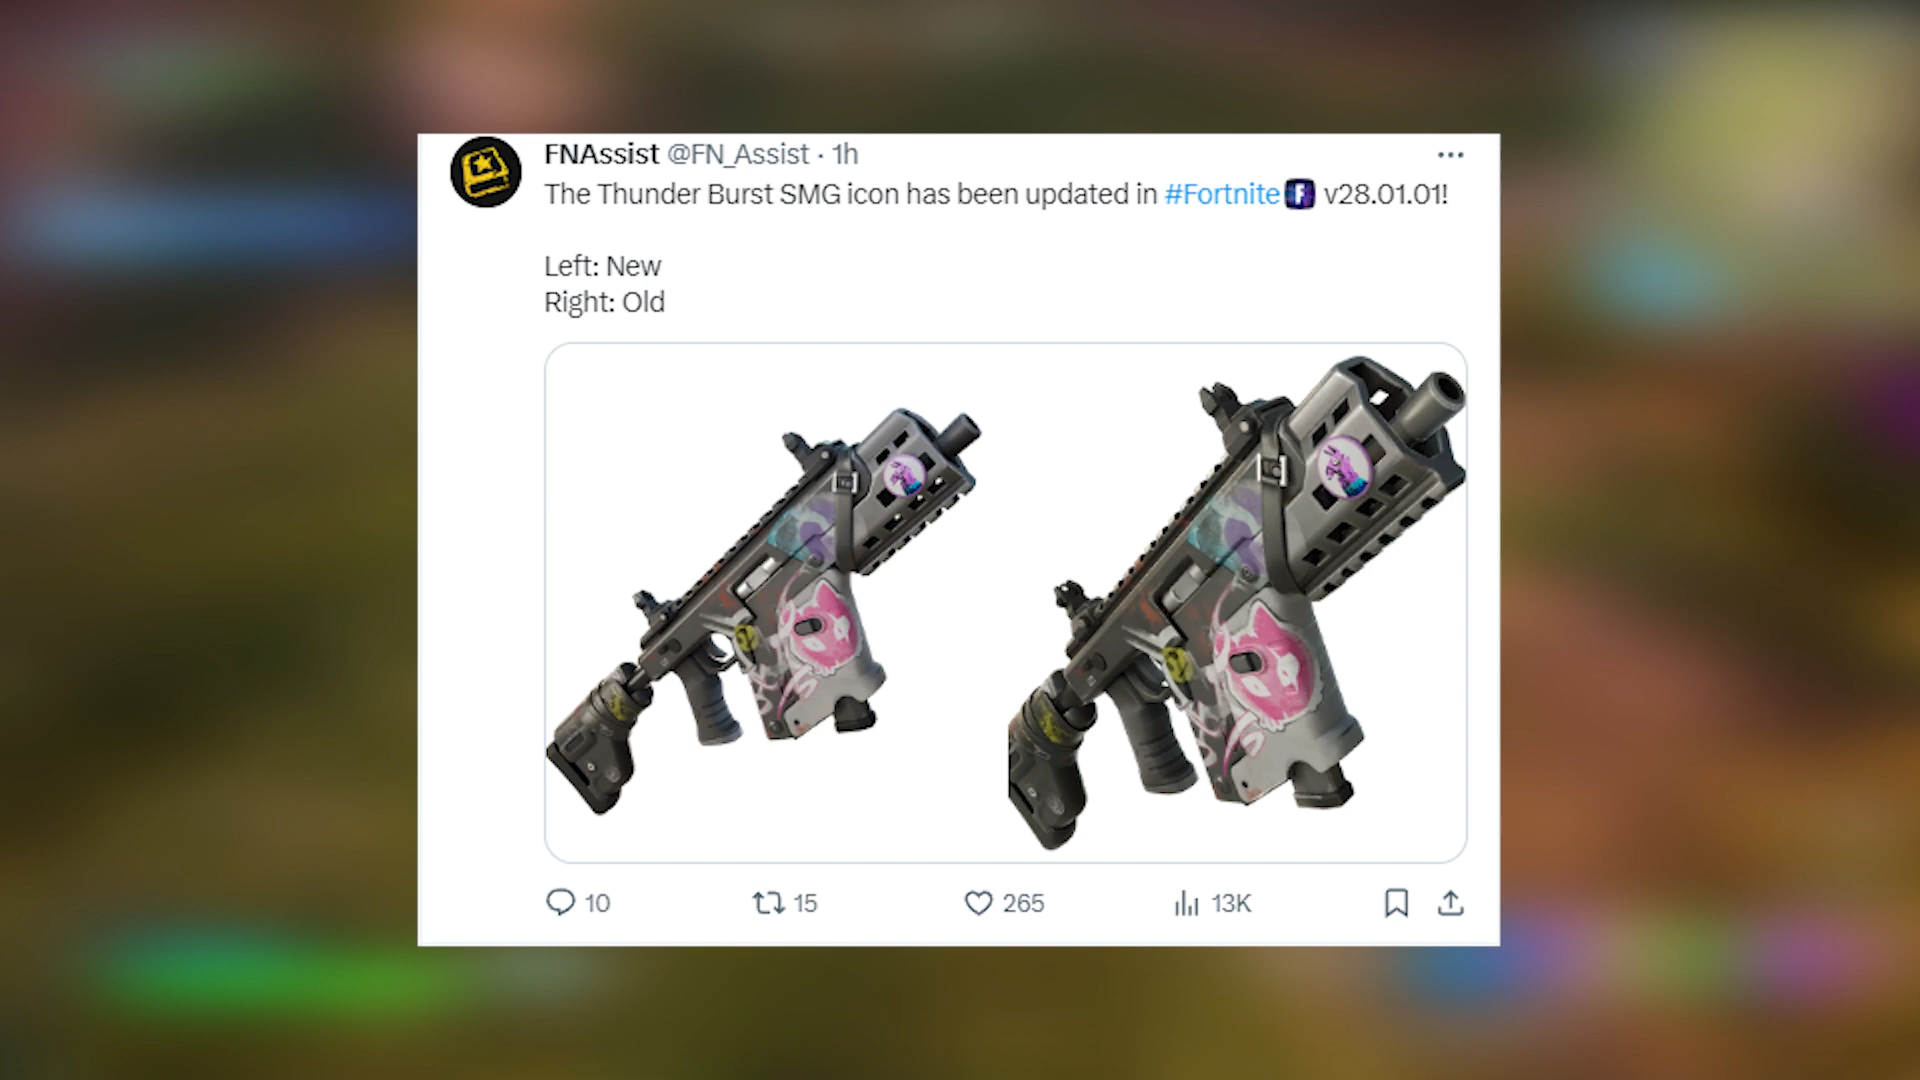 FNAssist @FN_Assist · 1h
The Thunder Burst SMG icon has been updated in #Fortnite F v28.01.01!
Left: New
Right: Old
10 15 265 13K